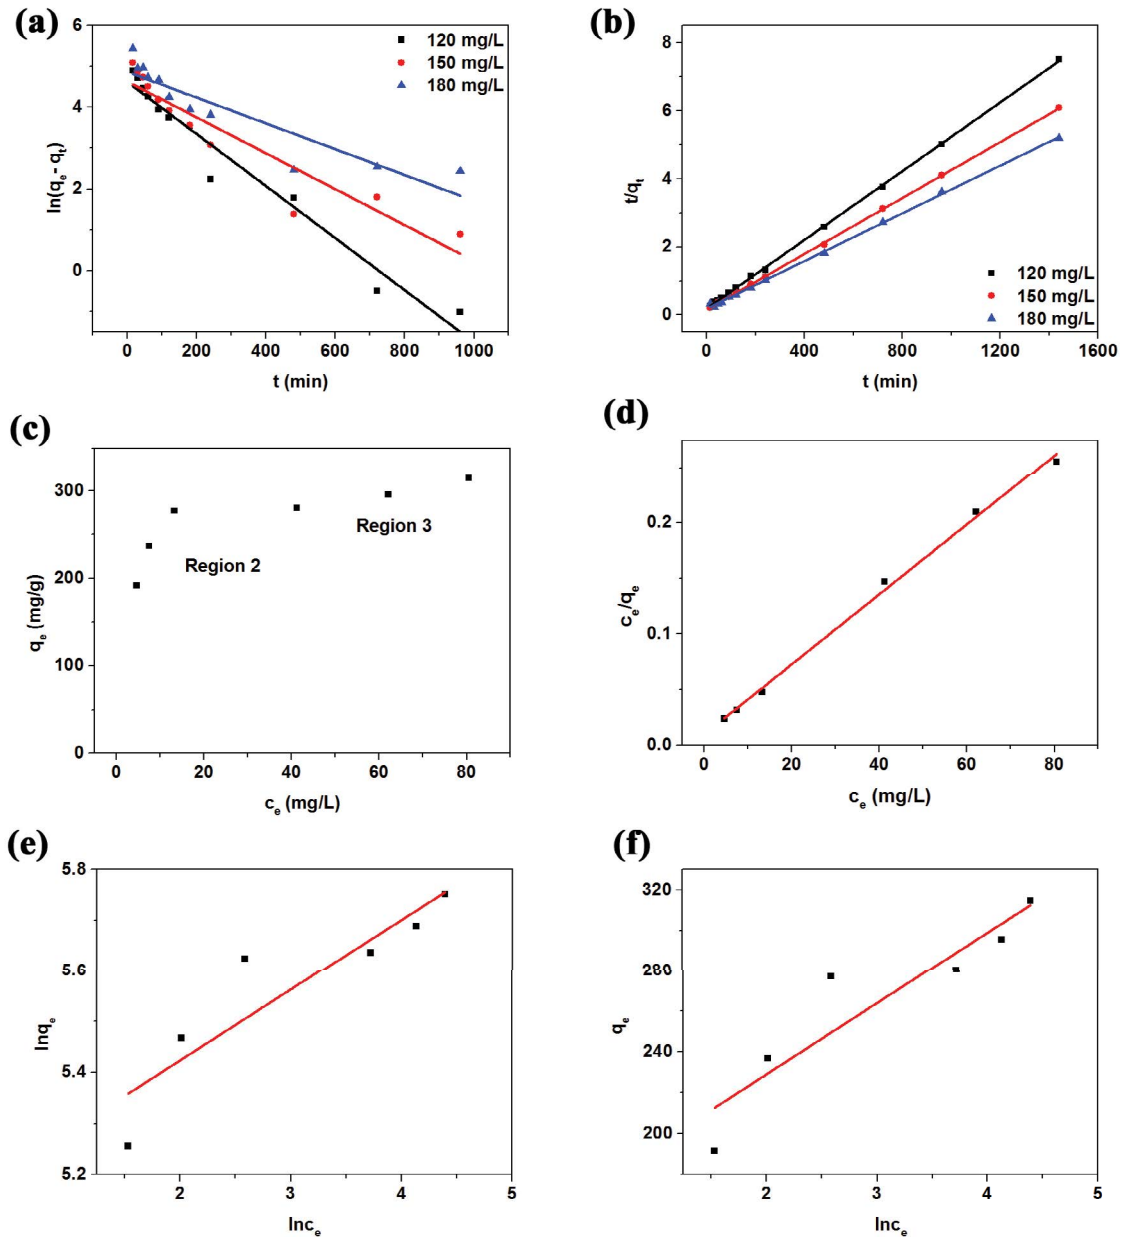 (a)
6
4
2
0
0 200 400 600 800 1000
ln(qe- qt)
t (min)
120 mg/L
150 mg/L
180 mg/L
(b)
8
6
4
2
0
0 400 800 1200 1600
t/qt
t (min)
120 mg/L
150 mg/L
180 mg/L
(c)
300
200
100
0
0 20 40 60 80
qe (mg/g)
ce (mg/L)
Region 2
Region 3
(d)
0.2
0.1
0.0
0 20 40 60 80
ce/qe
ce (mg/L)
(e)
5.8
5.6
5.4
5.2
2 3 4 5
lnqe
lnce
(f)
320
280
240
200
2 3 4 5
qe
lnce